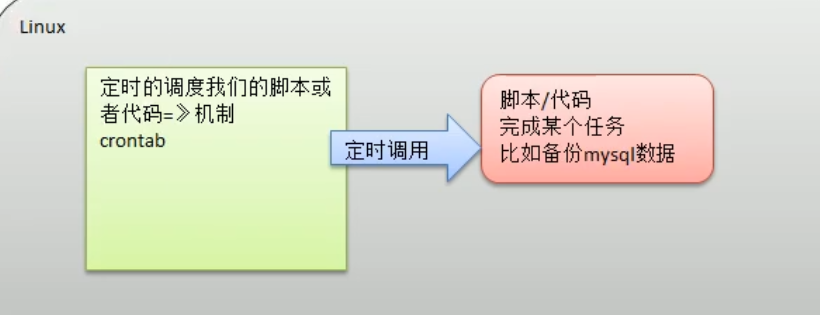 Linux
定时的调度我们的脚本或
者代码=》机制
crontab
定时调用
脚本/代码
完成某个任务
比如备份mysql数据